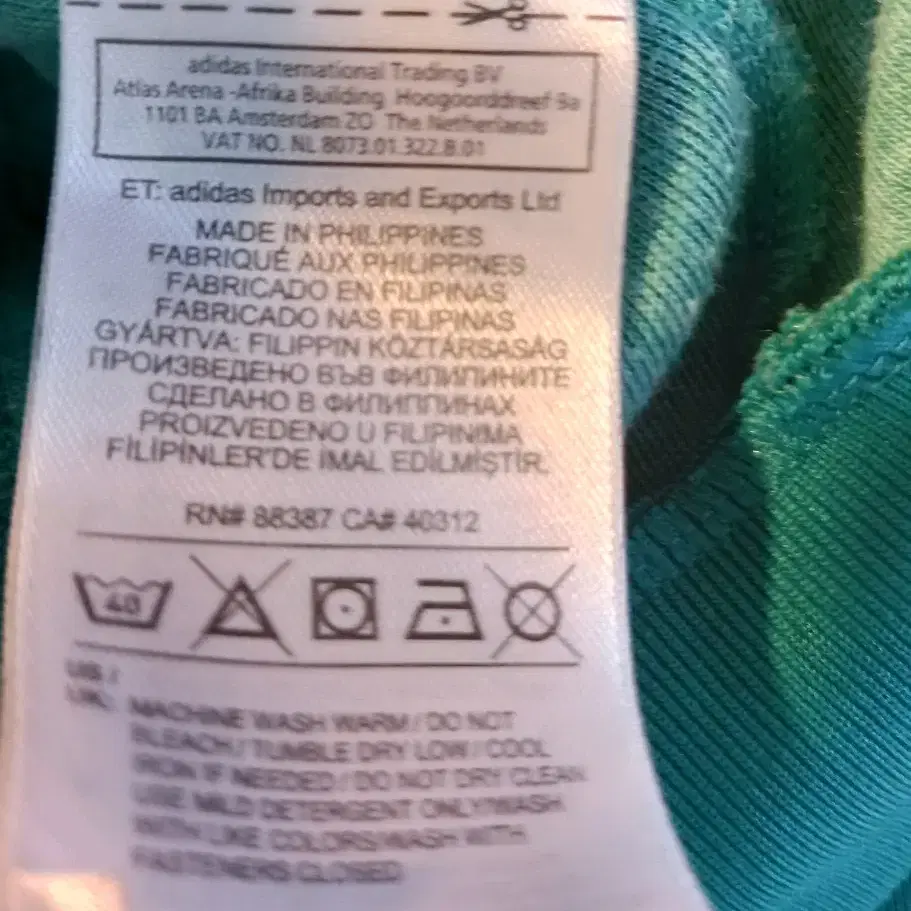 adidas International Trading BV
Atlas Arena -Afrika Building Hoogoorddreef 9a
1101 BA Amsterdam ZO The Netherlands
VAT NO. NL 8073.01.322.B.01
ET: adidas Imports and Exports Ltd
MADE IN PHILIPPINES
FABRIQUÉ AUX PHILIPPINES
FABRICADO EN FILIPINAS
FABRICADO NAS FILIPINAS
GYÁRTVA: FILIPPIN KÖZTÁRSASÁG
ПРОИЗВЕДЕНО ВЪВ ФИЛИПИНИТЕ
СДЕЛАНО В ФИЛИППИНАХ
PROIZVEDENO U FILIPINIMA
FİLİPİNLER'DE İMAL EDİLMİŞTİR.
RN# 88387 CA# 40312
40
US /
UK:
MACHINE WASH WARM / DO NOT
BLEACH / TUMBLE DRY LOW / COOL
IRON IF NEEDED / DO NOT DRY CLEAN
USE MILD DETERGENT ONLY/WASH
WITH LIKE COLORS/WASH WITH
FASTENERS CLOSED